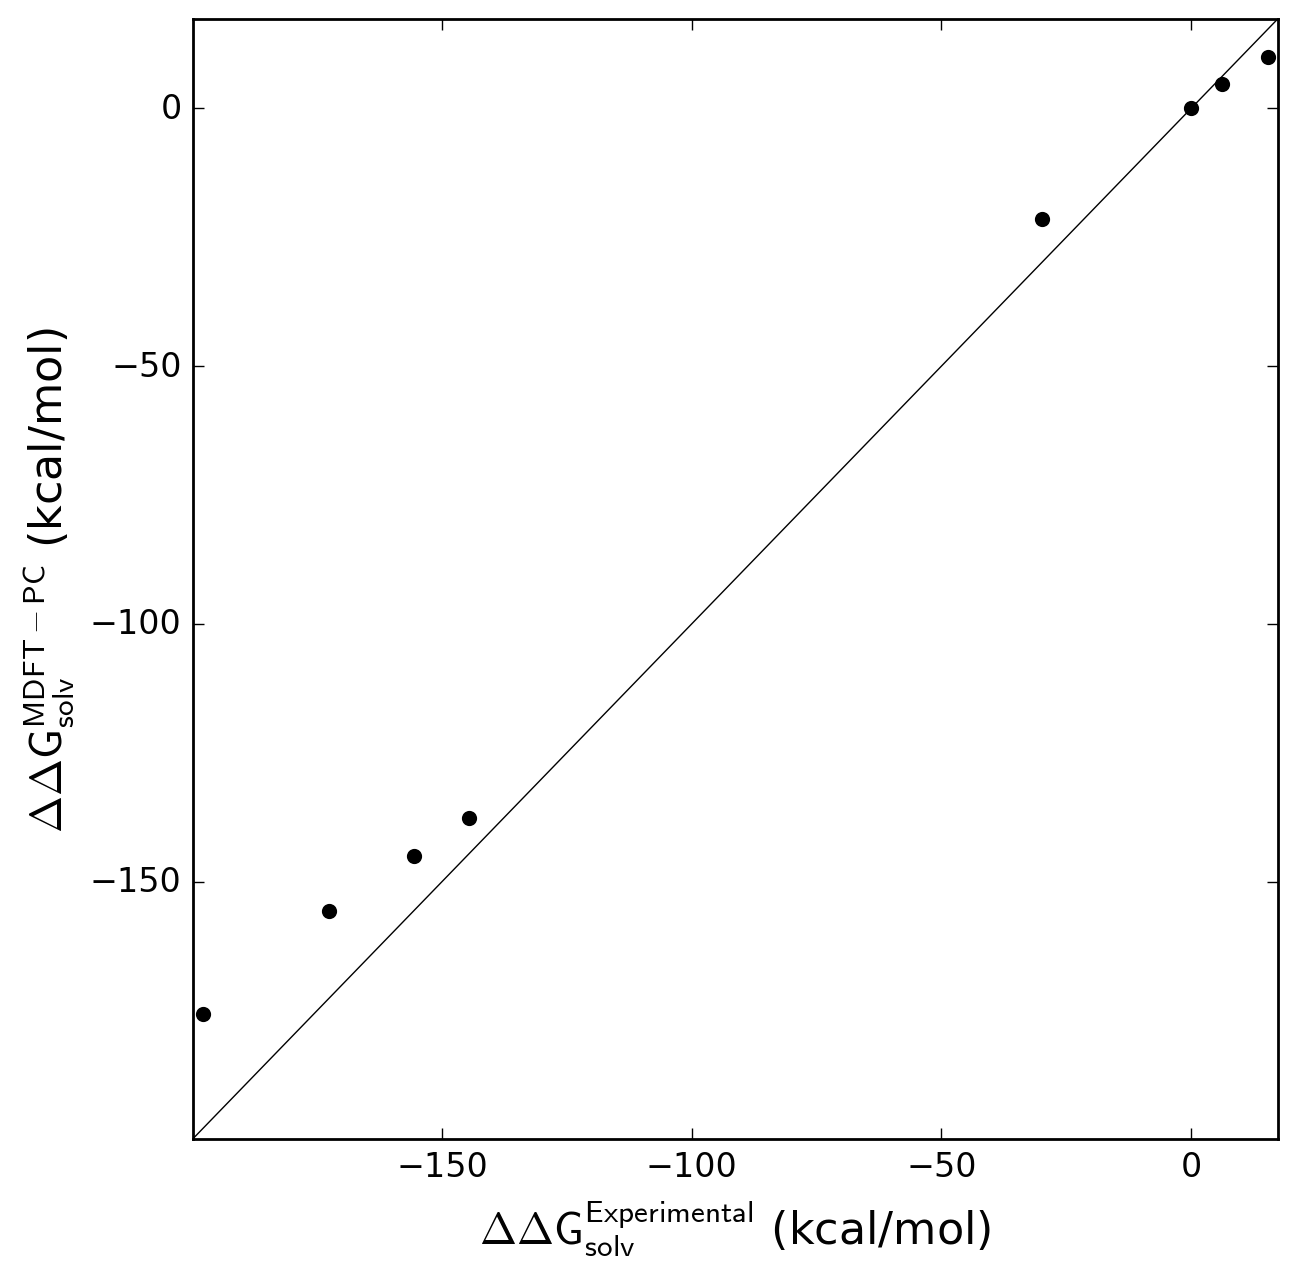 ΔΔG_solv^MDFT−PC (kcal/mol)
0
−50
−100
−150
−150 −100 −50 0
ΔΔG_solv^Experimental (kcal/mol)